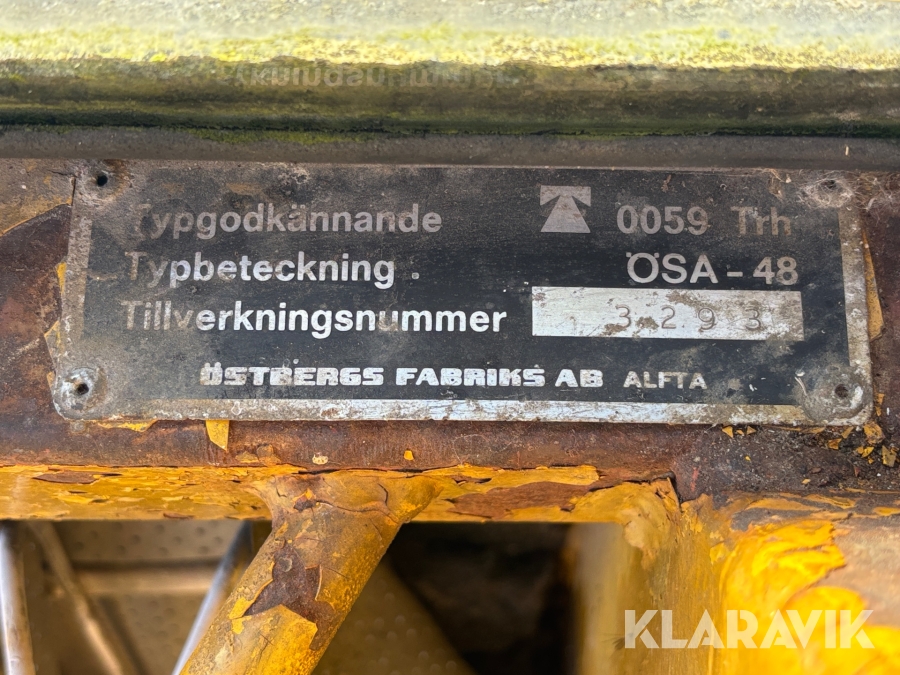 Typgodkännande 0059 Trh
Typbeteckning ÖSA-48
Tillverkningsnummer 3293
ÖSTBERGS FABRIKS AB ALFTA
KLARAVIK